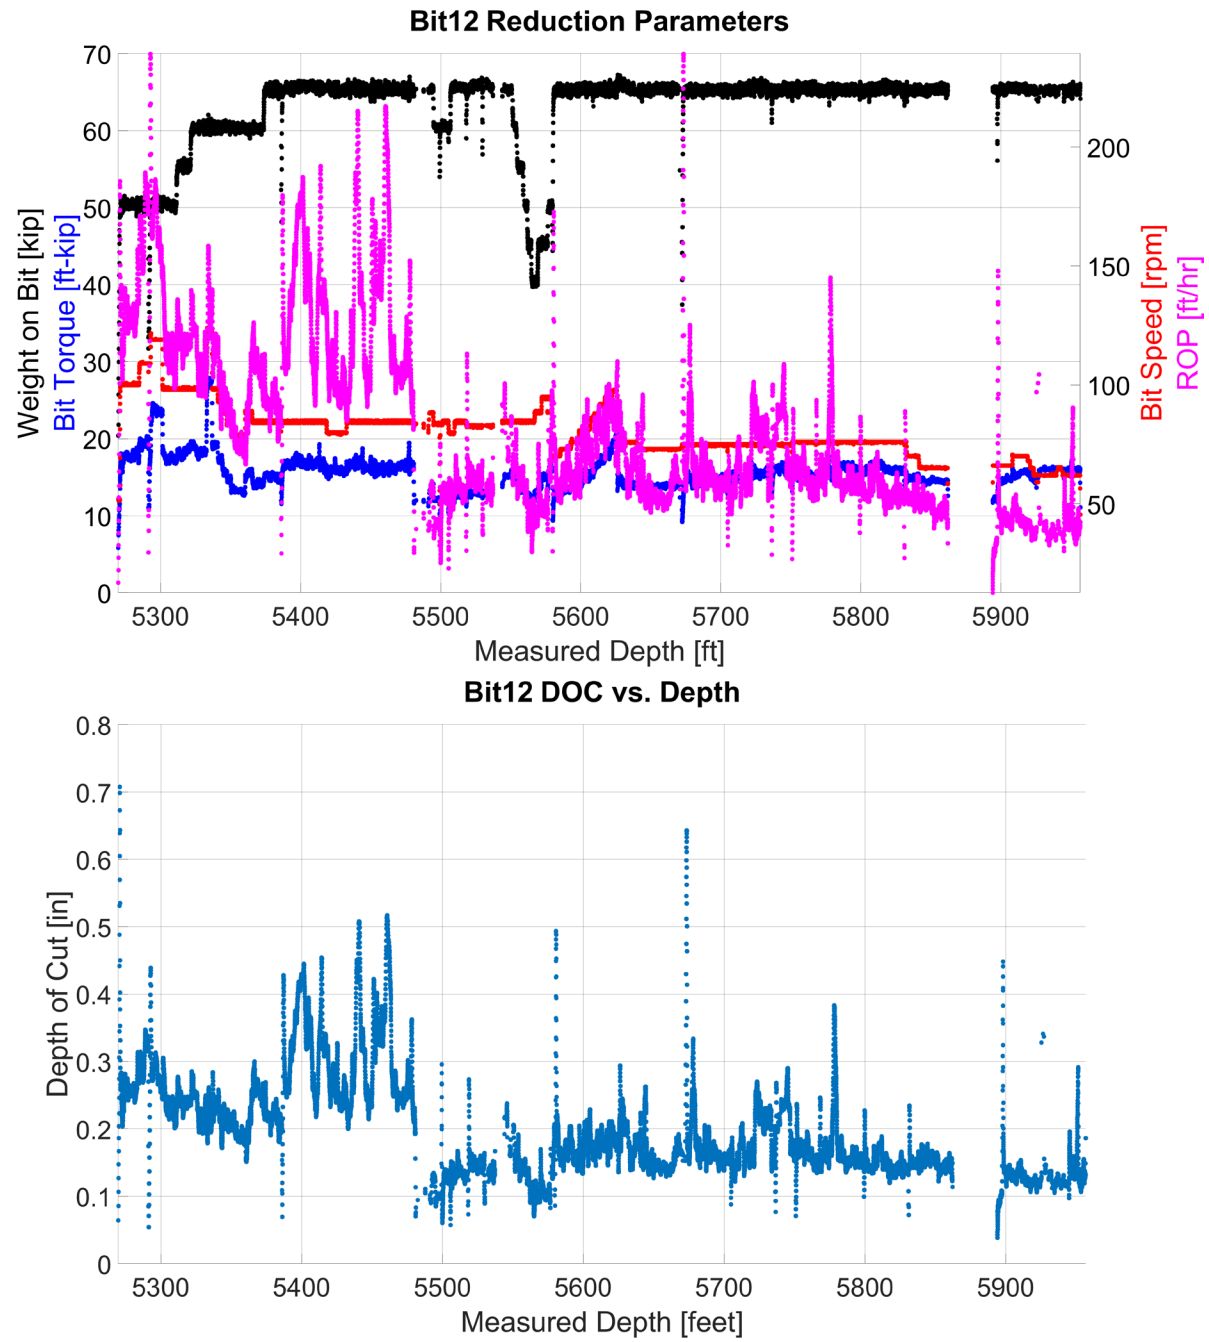 Bit12 Reduction Parameters
Weight on Bit [kip]
Bit Torque [ft-kip]
70
60
50
40
30
20
10
0
200
150
100
50
Bit Speed [rpm]
ROP [ft/hr]
5300 5400 5500 5600 5700 5800 5900
Measured Depth [ft]
Bit12 DOC vs. Depth
Depth of Cut [in]
0.8
0.7
0.6
0.5
0.4
0.3
0.2
0.1
0
5300 5400 5500 5600 5700 5800 5900
Measured Depth [feet]